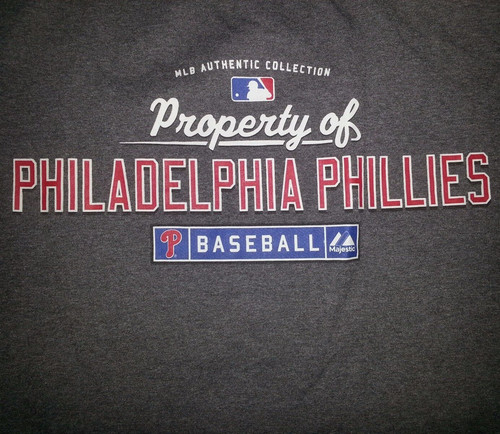 MLB AUTHENTIC COLLECTION
Property of
PHILADELPHIA PHILLIES
P BASEBALL Majestic